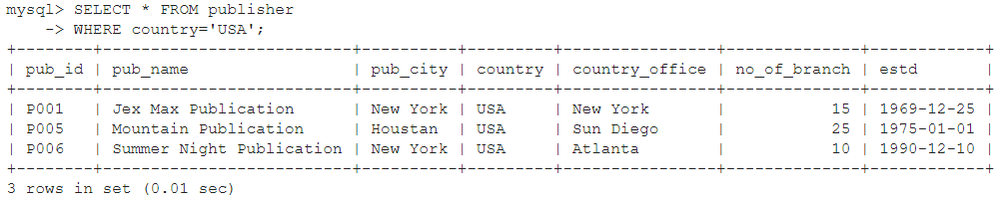 mysql> SELECT * FROM publisher
    -> WHERE country='USA';
+--------+--------------------------+----------+---------+----------------+--------------+------------+
| pub_id | pub_name                 | pub_city | country | country_office | no_of_branch | estd       |
+--------+--------------------------+----------+---------+----------------+--------------+------------+
| P001   | Jex Max Publication      | New York | USA     | New York       |           15 | 1969-12-25 |
| P005   | Mountain Publication     | Houstan  | USA     | Sun Diego      |           25 | 1975-01-01 |
| P006   | Summer Night Publication | New York | USA     | Atlanta        |           10 | 1990-12-10 |
+--------+--------------------------+----------+---------+----------------+--------------+------------+
3 rows in set (0.01 sec)